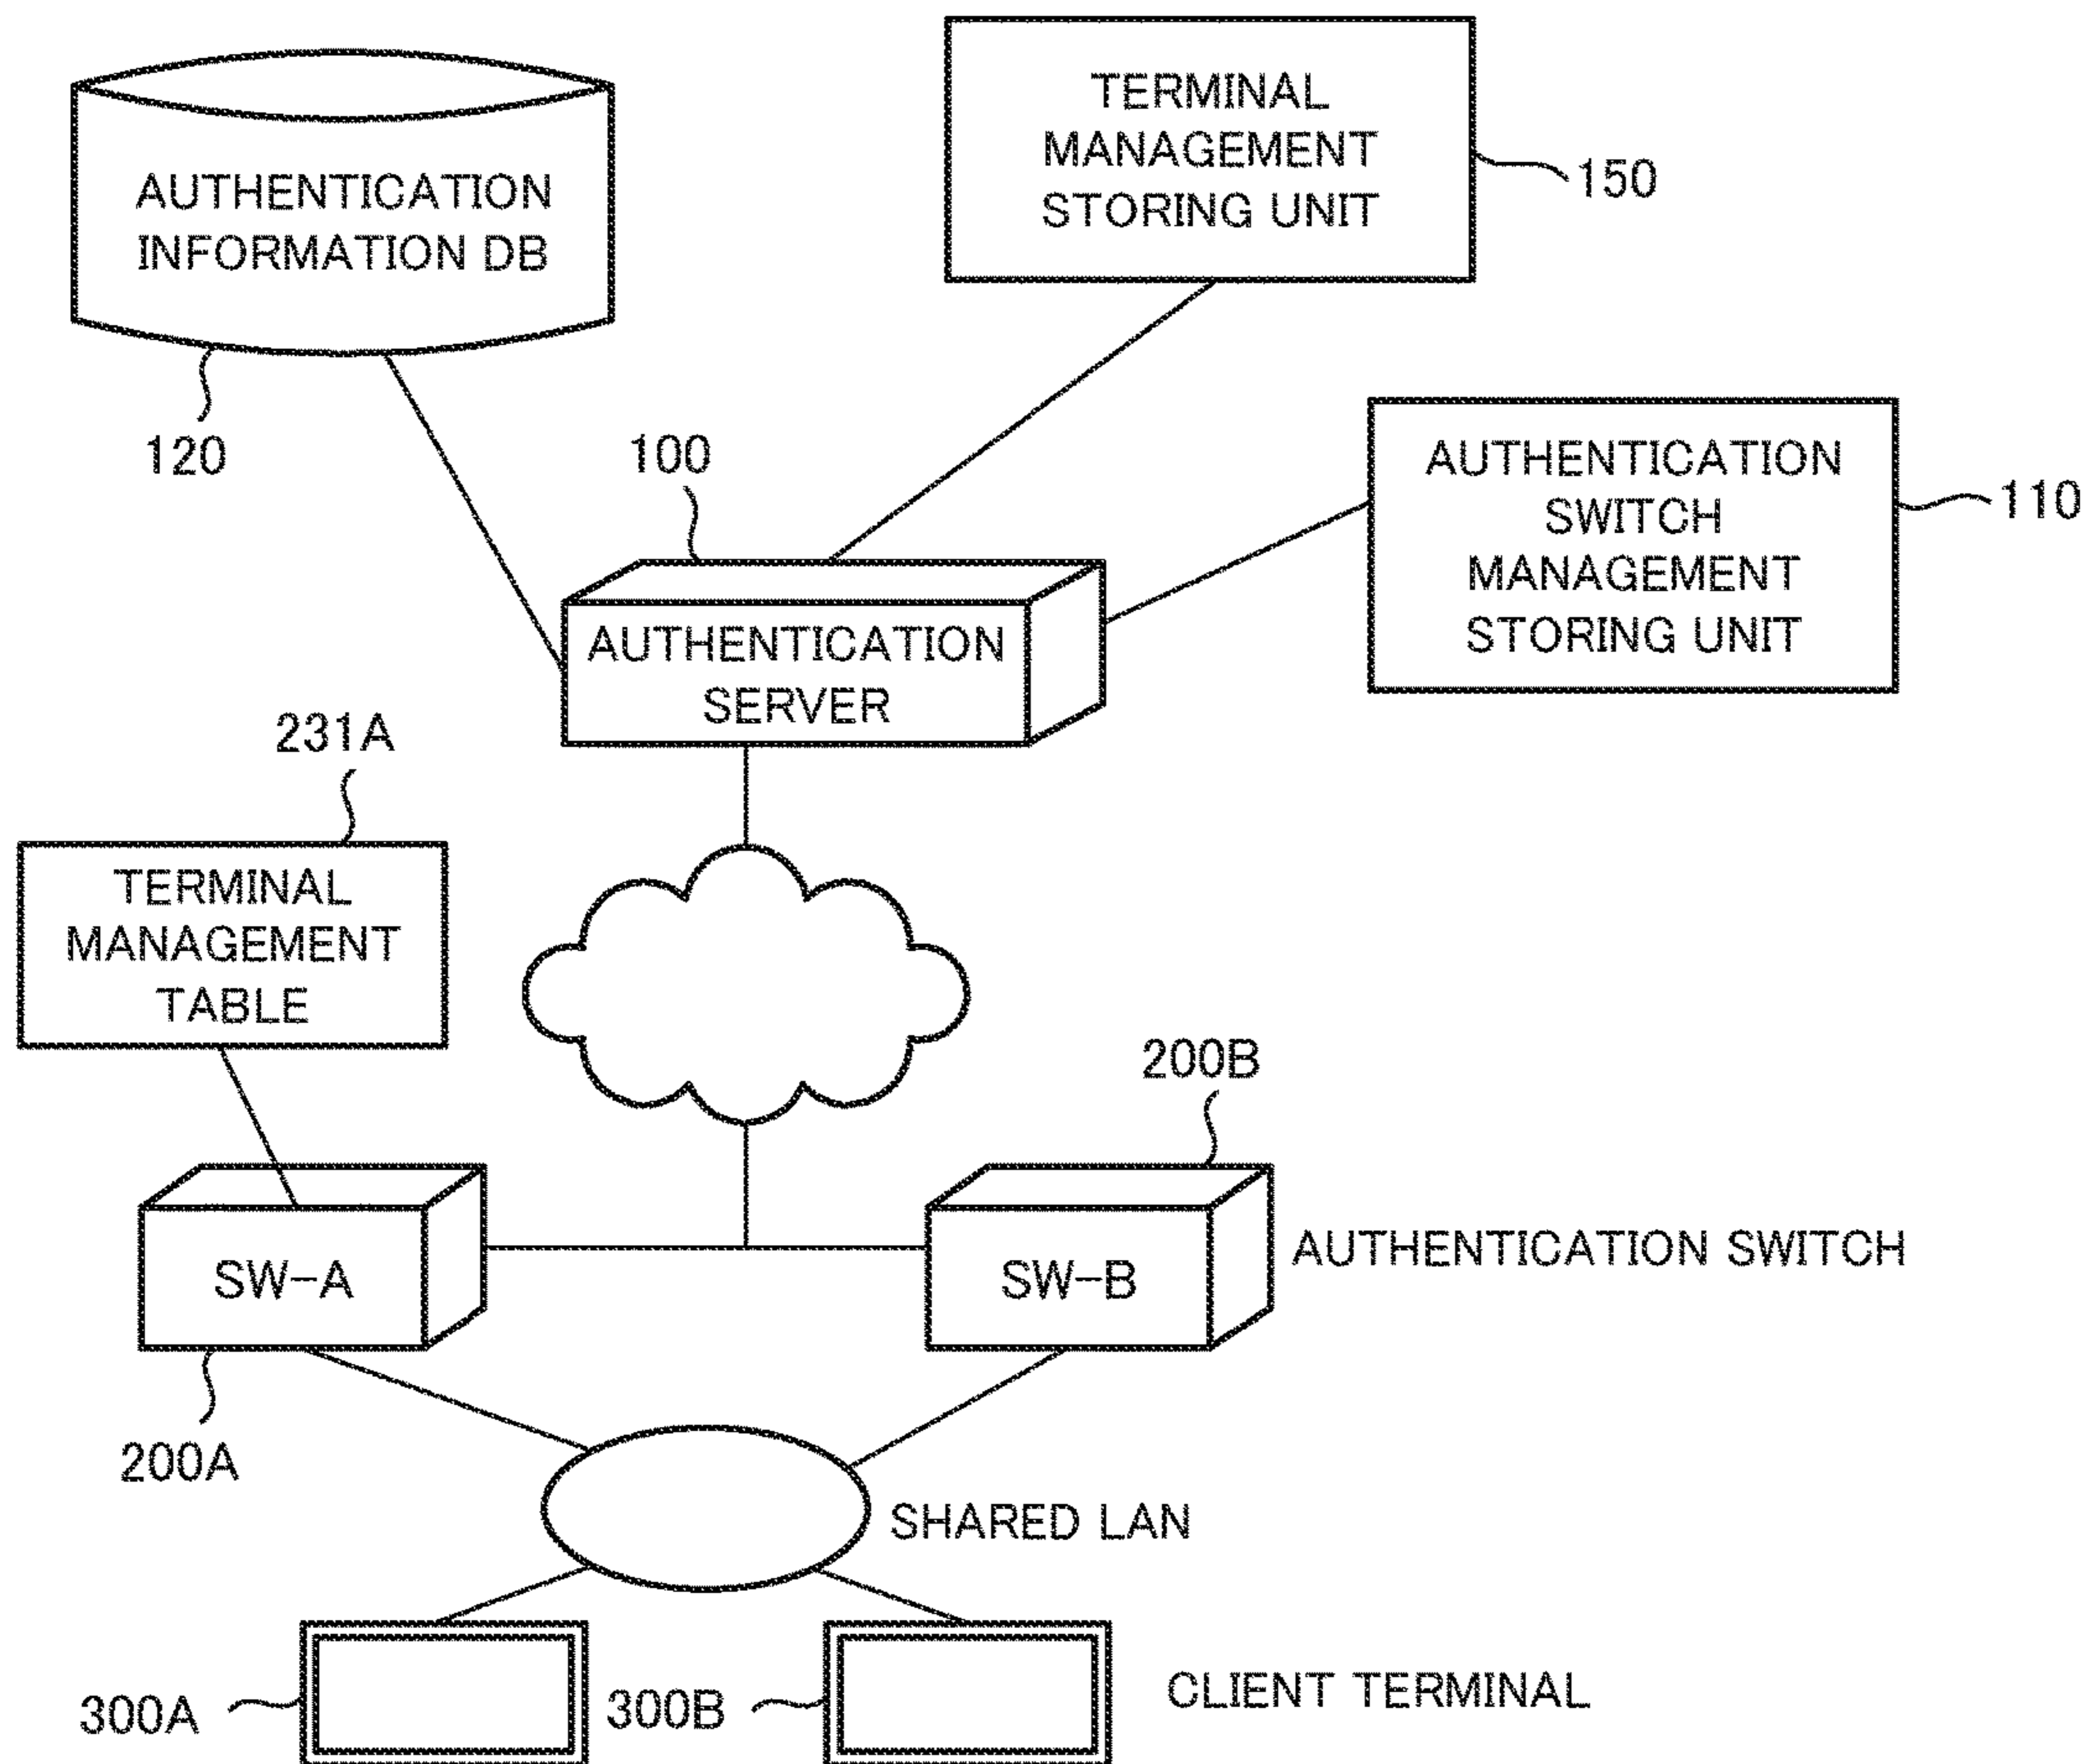 TERMINAL
MANAGEMENT
STORING UNIT
150
AUTHENTICATION
INFORMATION DB
120
100
AUTHENTICATION
SWITCH
MANAGEMENT
STORING UNIT
110
AUTHENTICATION
SERVER
231A
TERMINAL
MANAGEMENT
TABLE
200B
SW-A
SW-B
AUTHENTICATION SWITCH
200A
SHARED LAN
300A
300B
CLIENT TERMINAL